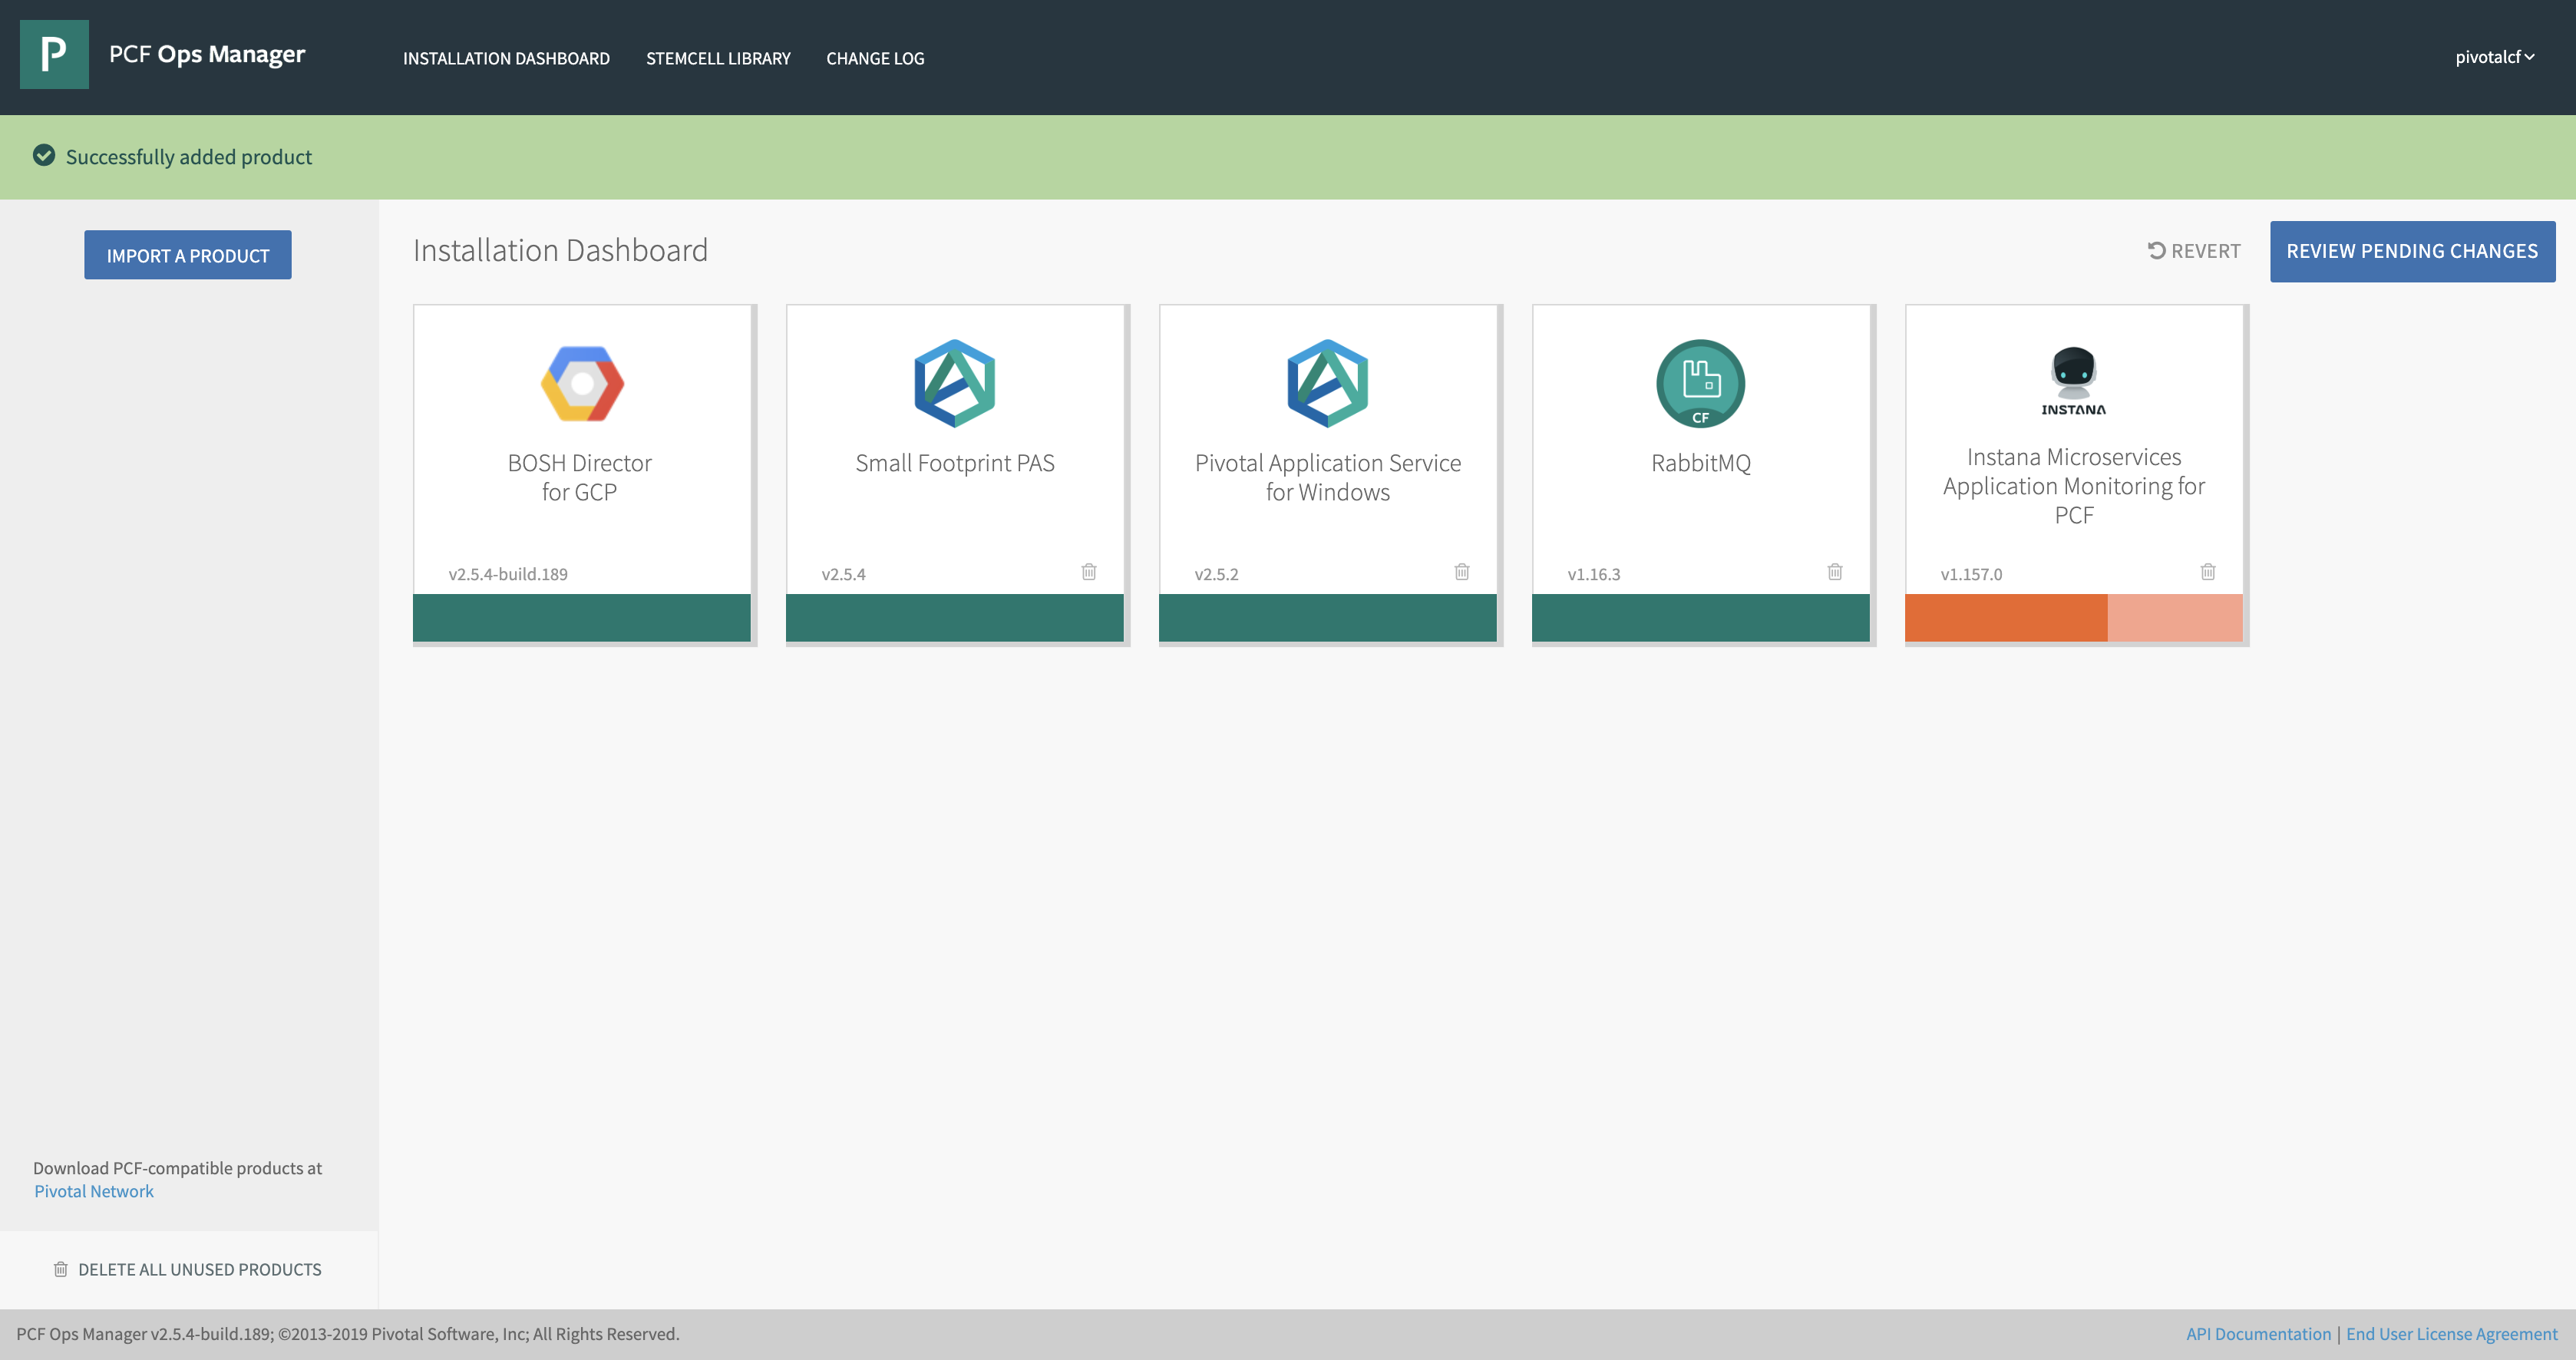 P
PCF Ops Manager
INSTALLATION DASHBOARD
STEMCELL LIBRARY
CHANGE LOG
pivotalcf
Successfully added product
IMPORT A PRODUCT
Installation Dashboard
REVERT
REVIEW PENDING CHANGES
BOSH Director
for GCP
v2.5.4-build.189
Small Footprint PAS
v2.5.4
Pivotal Application Service
for Windows
v2.5.2
CF
RabbitMQ
v1.16.3
INSTANA
Instana Microservices
Application Monitoring for
PCF
v1.157.0
Download PCF-compatible products at
Pivotal Network
DELETE ALL UNUSED PRODUCTS
PCF Ops Manager v2.5.4-build.189; ©2013-2019 Pivotal Software, Inc; All Rights Reserved.
API Documentation | End User License Agreement